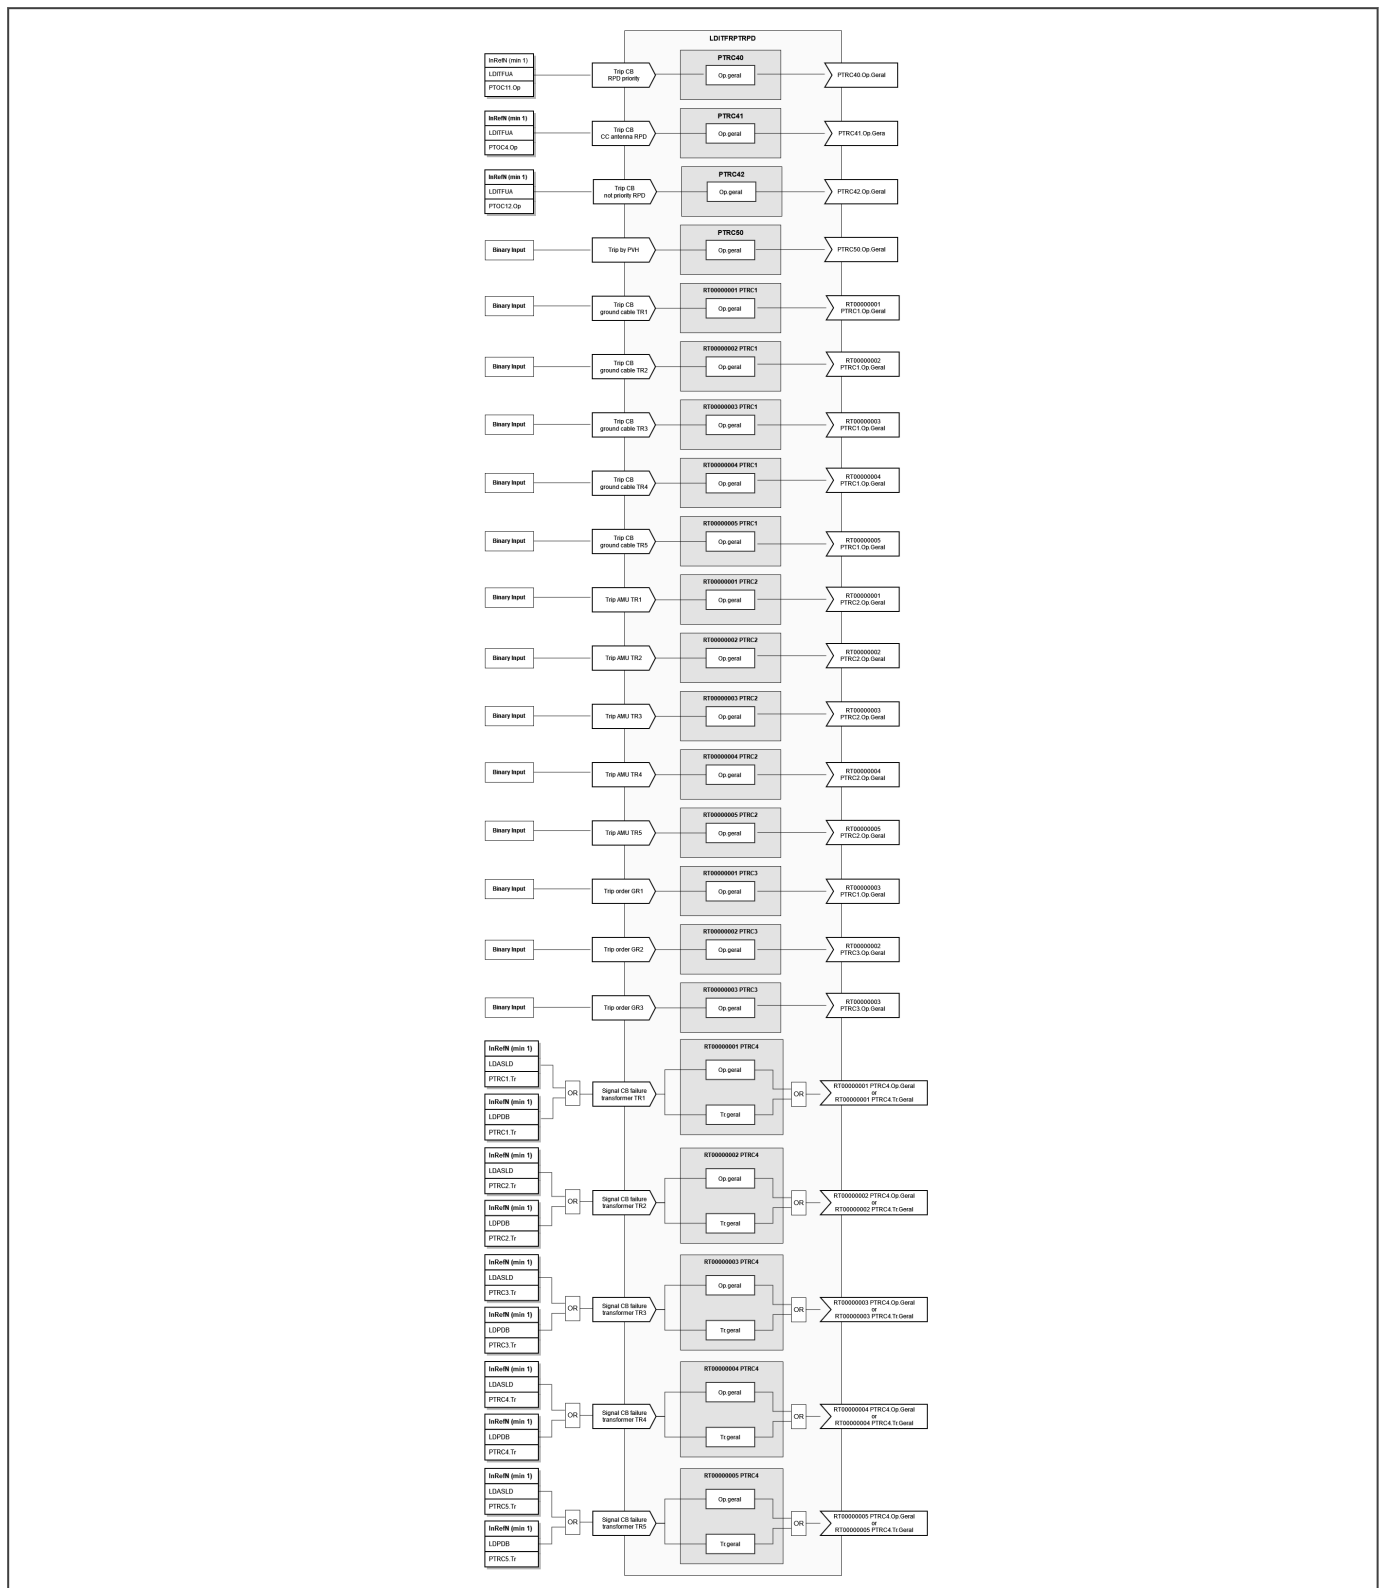 LDITFRPTRPD
InRefN (min 1)
LDITFUA
PTOC11.Op
Trip CB
RPD priority
PTRC40
Op.geral
PTRC40.Op.Geral
InRefN (min 1)
LDITFUA
PTOC4.Op
Trip CB
CC antenna RPD
PTRC41
Op.geral
PTRC41.Op.Gera
InRefN (min 1)
LDITFUA
PTOC12.Op
Trip CB
not priority RPD
PTRC42
Op.geral
PTRC42.Op.Geral
Binary Input
Trip by PVH
PTRC50
Op.geral
PTRC50.Op.Geral
Binary Input
Trip CB
ground cable TR1
RT00000001 PTRC1
Op.geral
RT00000001
PTRC1.Op.Geral
Binary Input
Trip CB
ground cable TR2
RT00000002 PTRC1
Op.geral
RT00000002
PTRC1.Op.Geral
Binary Input
Trip CB
ground cable TR3
RT00000003 PTRC1
Op.geral
RT00000003
PTRC1.Op.Geral
Binary Input
Trip CB
ground cable TR4
RT00000004 PTRC1
Op.geral
RT00000004
PTRC1.Op.Geral
Binary Input
Trip CB
ground cable TR5
RT00000005 PTRC1
Op.geral
RT00000005
PTRC1.Op.Geral
Binary Input
Trip AMU TR1
RT00000001 PTRC2
Op.geral
RT00000001
PTRC2.Op.Geral
Binary Input
Trip AMU TR2
RT00000002 PTRC2
Op.geral
RT00000002
PTRC2.Op.Geral
Binary Input
Trip AMU TR3
RT00000003 PTRC2
Op.geral
RT00000003
PTRC2.Op.Geral
Binary Input
Trip AMU TR4
RT00000004 PTRC2
Op.geral
RT00000004
PTRC2.Op.Geral
Binary Input
Trip AMU TR5
RT00000005 PTRC2
Op.geral
RT00000005
PTRC2.Op.Geral
Binary Input
Trip order GR1
RT00000001 PTRC3
Op.geral
RT00000003
PTRC1.Op.Geral
Binary Input
Trip order GR2
RT00000002 PTRC3
Op.geral
RT00000002
PTRC3.Op.Geral
Binary Input
Trip order GR3
RT00000003 PTRC3
Op.geral
RT00000003
PTRC3.Op.Geral
InRefN (min 1)
LDASLD
PTRC1.Tr
InRefN (min 1)
LDPDB
PTRC1.Tr
OR
Signal CB failure
transformer TR1
RT00000001 PTRC4
Op.geral
Tr.geral
OR
RT00000001 PTRC4.Op.Geral
or
RT00000001 PTRC4.Tr.Geral
InRefN (min 1)
LDASLD
PTRC2.Tr
InRefN (min 1)
LDPDB
PTRC2.Tr
OR
Signal CB failure
transformer TR2
RT00000002 PTRC4
Op.geral
Tr.geral
OR
RT00000002 PTRC4.Op.Geral
or
RT00000002 PTRC4.Tr.Geral
InRefN (min 1)
LDASLD
PTRC3.Tr
InRefN (min 1)
LDPDB
PTRC3.Tr
OR
Signal CB failure
transformer TR3
RT00000003 PTRC4
Op.geral
Tr.geral
OR
RT00000003 PTRC4.Op.Geral
or
RT00000003 PTRC4.Tr.Geral
InRefN (min 1)
LDASLD
PTRC4.Tr
InRefN (min 1)
LDPDB
PTRC4.Tr
OR
Signal CB failure
transformer TR4
RT00000004 PTRC4
Op.geral
Tr.geral
OR
RT00000004 PTRC4.Op.Geral
or
RT00000004 PTRC4.Tr.Geral
InRefN (min 1)
LDASLD
PTRC5.Tr
InRefN (min 1)
LDPDB
PTRC5.Tr
OR
Signal CB failure
transformer TR5
RT00000005 PTRC4
Op.geral
Tr.geral
OR
RT00000005 PTRC4.Op.Geral
or
RT00000005 PTRC4.Tr.Geral